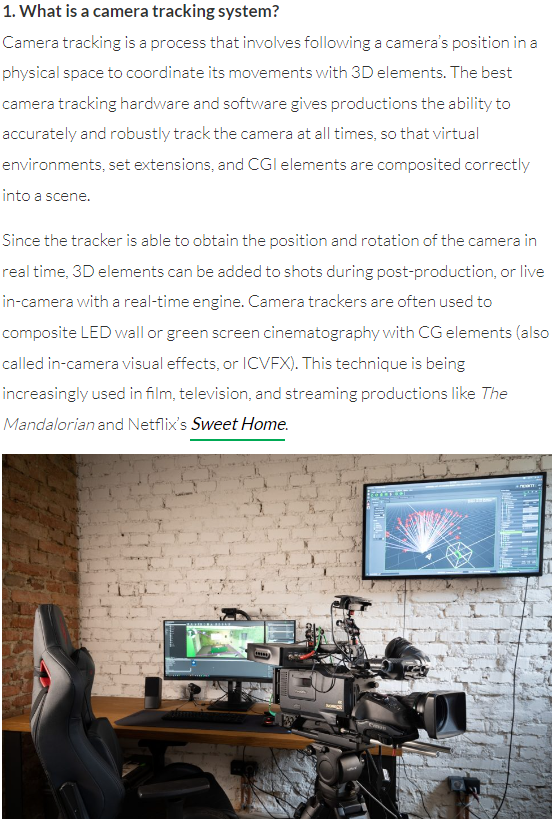 1. What is a camera tracking system?
Camera tracking is a process that involves following a camera's position in a
physical space to coordinate its movements with 3D elements. The best
camera tracking hardware and software gives productions the ability to
accurately and robustly track the camera at all times, so that virtual
environments, set extensions, and CGI elements are composited correctly
into a scene.
Since the tracker is able to obtain the position and rotation of the camera in
real time, 3D elements can be added to shots during post-production, or live
in-camera with a real-time engine. Camera trackers are often used to
composite LED wall or green screen cinematography with CG elements (also
called in-camera visual effects, or ICVFX). This technique is being
increasingly used in film, television, and streaming productions like The
Mandalorian and Netflix's Sweet Home.